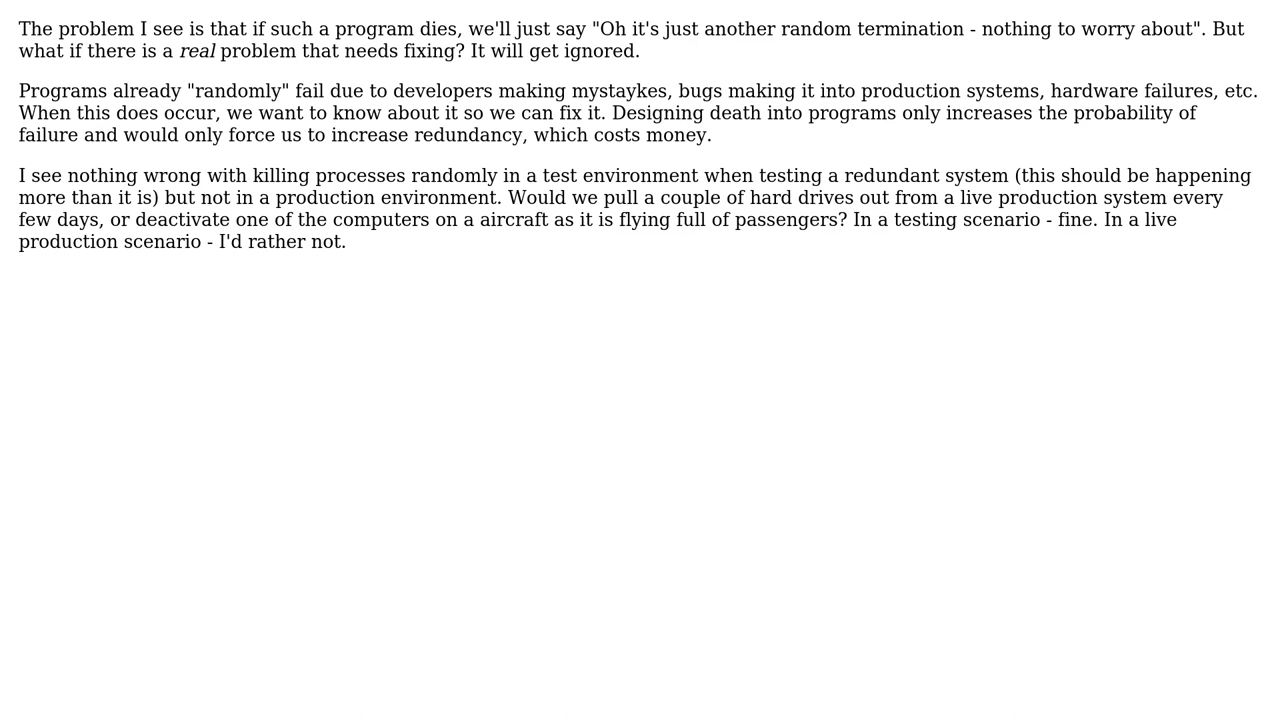 The problem I see is that if such a program dies, we'll just say "Oh it's just another random termination - nothing to worry about". But
what if there is a real problem that needs fixing? It will get ignored.
Programs already "randomly" fail due to developers making mystaykes, bugs making it into production systems, hardware failures, etc.
When this does occur, we want to know about it so we can fix it. Designing death into programs only increases the probability of
failure and would only force us to increase redundancy, which costs money.
I see nothing wrong with killing processes randomly in a test environment when testing a redundant system (this should be happening
more than it is) but not in a production environment. Would we pull a couple of hard drives out from a live production system every
few days, or deactivate one of the computers on a aircraft as it is flying full of passengers? In a testing scenario - fine. In a live
production scenario - I'd rather not.